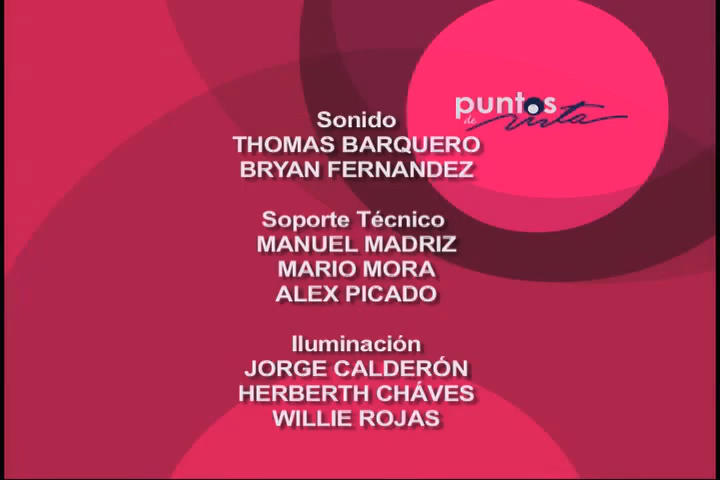 puntos
de vista
Sonido
THOMAS BARQUERO
BRYAN FERNANDEZ
Soporte Técnico
MANUEL MADRIZ
MARIO MORA
ALEX PICADO
Iluminación
JORGE CALDERÓN
HERBERTH CHÁVES
WILLIE ROJAS